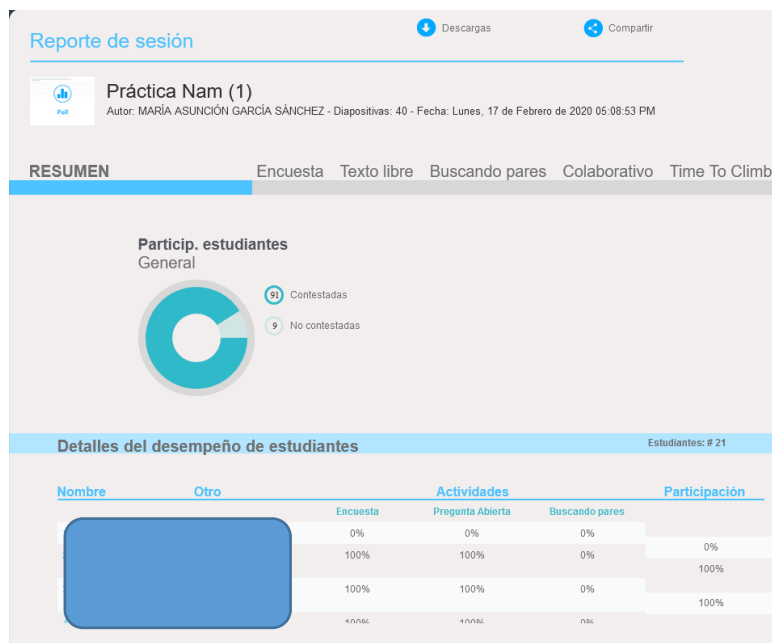 Descargas
Compartir
Reporte de sesión
Poll
Práctica Nam (1)
Autor: MARÍA ASUNCIÓN GARCÍA SÁNCHEZ - Diapositivas: 40 - Fecha: Lunes, 17 de Febrero de 2020 05:08:53 PM
RESUMEN Encuesta Texto libre Buscando pares Colaborativo Time To Climb
Particip. estudiantes
General
91 Contestadas
9 No contestadas
Detalles del desempeño de estudiantes Estudiantes: # 21
Nombre Otro Actividades Participación
Encuesta Pregunta Abierta Buscando pares
0% 0% 0%
0%
100% 100% 0%
100%
100% 100% 0%
100%
100% 100% 0%